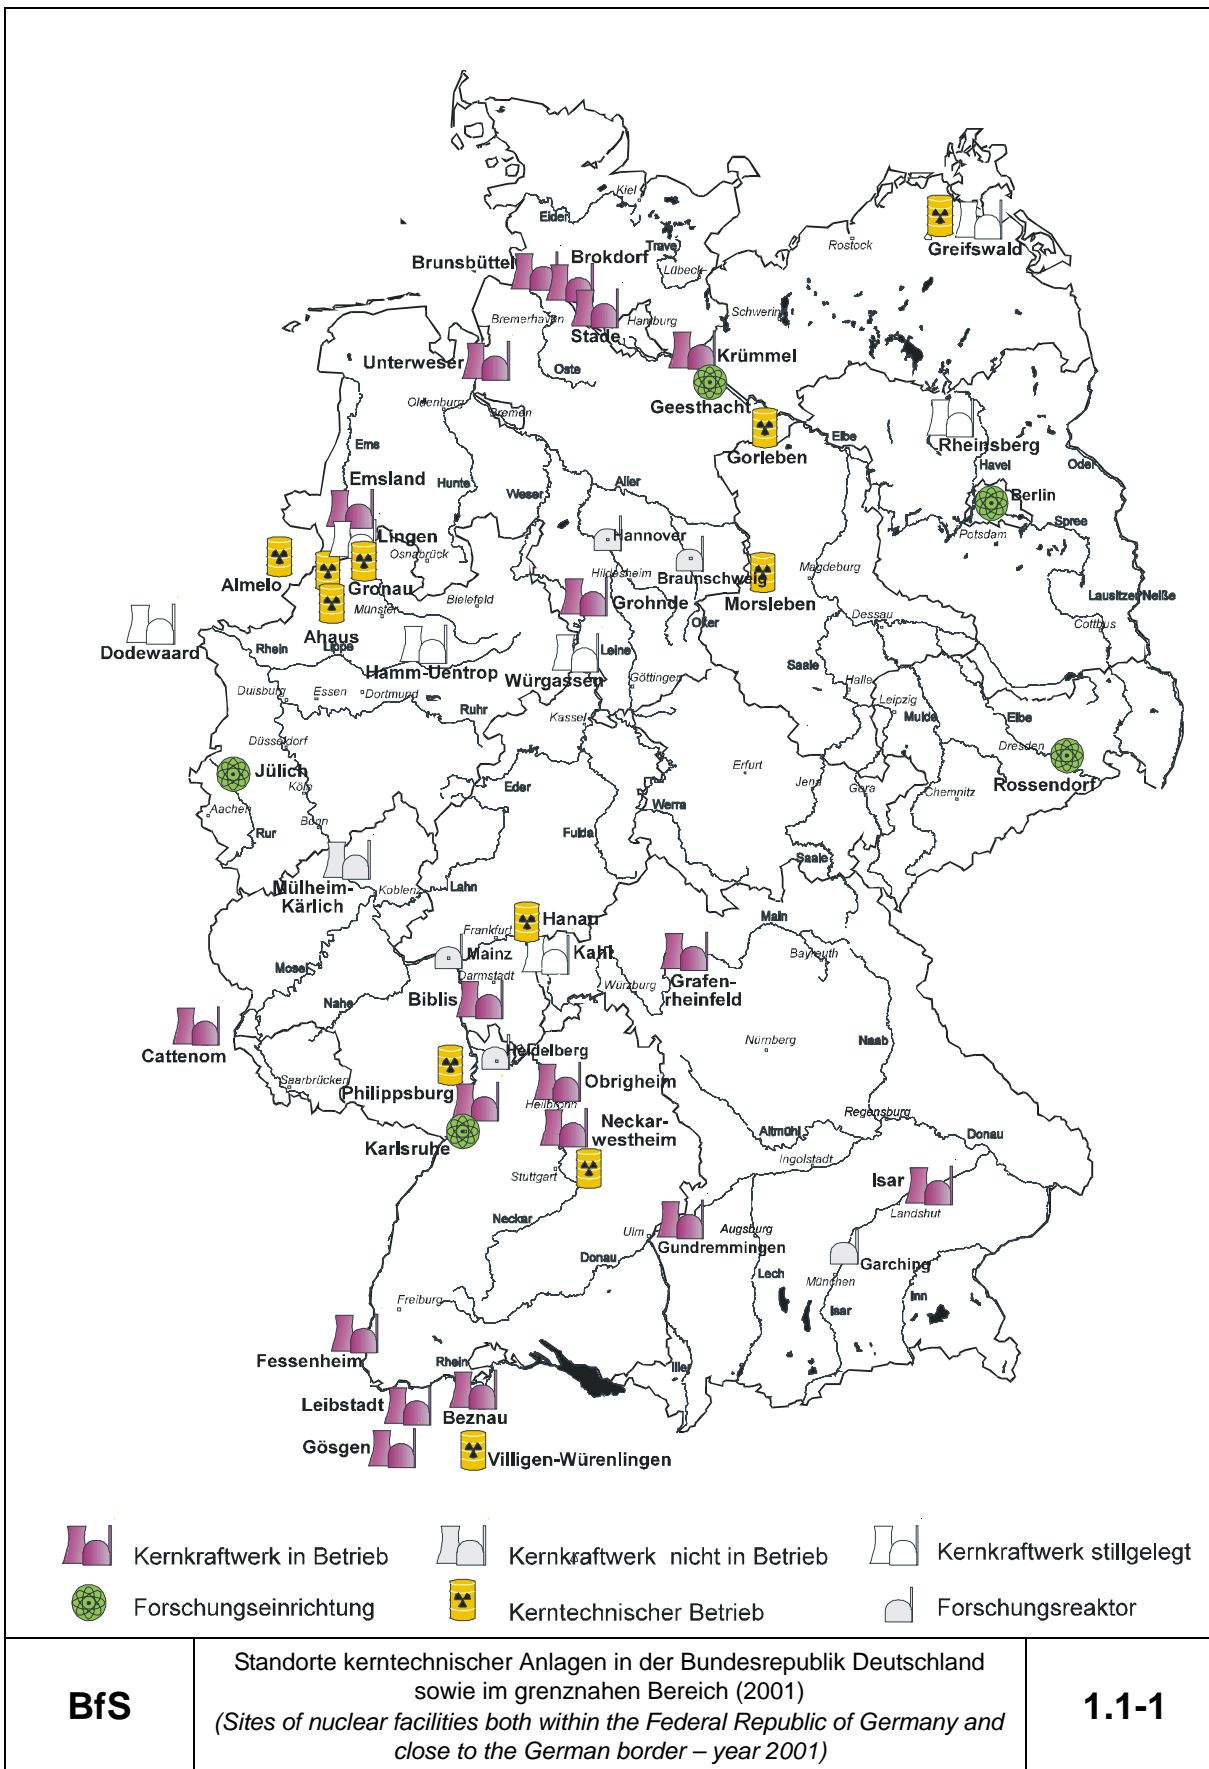 Kiel
Eider
Rostock
Greifswald
Trave
Lübeck
Brunsbüttel
Brokdorf
Bremerhaven
Stade
Hamburg
Schwerin
Unterweser
Oste
Krümmel
Oldenburg
Bremen
Geesthacht
Gorleben
Elbe
Rheinsberg
Ems
Havel
Oder
Emsland
Hunte
Weser
Aller
Berlin
Spree
Lingen
Osnabrück
Hannover
Potsdam
Almelo
Gronau
Hildesheim
Braunschweig
Magdeburg
Münster
Bielefeld
Grohnde
Morsleben
Lausitzer Neiße
Ahaus
Oker
Dessau
Cottbus
Dodewaard
Rhein
Lippe
Hamm-Uentrop
Leine
Würgassen
Göttingen
Saale
Halle
Duisburg
Essen
Dortmund
Ruhr
Kassel
Leipzig
Mulde
Elbe
Düsseldorf
Dresden
Jülich
Köln
Eder
Erfurt
Jena
Gera
Chemnitz
Rossendorf
Aachen
Rur
Bonn
Fulda
Werra
Saale
Mülheim-
Kärlich
Koblenz
Lahn
Hanau
Frankfurt
Main
Mainz
Kahl
Bayreuth
Mosel
Darmstadt
Grafen-
rheinfeld
Würzburg
Nahe
Biblis
Cattenom
Heidelberg
Nürnberg
Naab
Saarbrücken
Philippsburg
Obrigheim
Heilbronn
Neckar-
westheim
Regensburg
Karlsruhe
Altmühl
Donau
Stuttgart
Ingolstadt
Isar
Landshut
Neckar
Ulm
Augsburg
Gundremmingen
Donau
Garching
Lech
München
Freiburg
Isar
Inn
Fessenheim
Rhein
Iller
Leibstadt
Beznau
Gösgen
Villigen-Würenlingen
Kernkraftwerk in Betrieb
Kernkraftwerk nicht in Betrieb
Kernkraftwerk stillgelegt
Forschungseinrichtung
Kerntechnischer Betrieb
Forschungsreaktor
BfS
Standorte kerntechnischer Anlagen in der Bundesrepublik Deutschland
sowie im grenznahen Bereich (2001)
(Sites of nuclear facilities both within the Federal Republic of Germany and
close to the German border – year 2001)
1.1-1